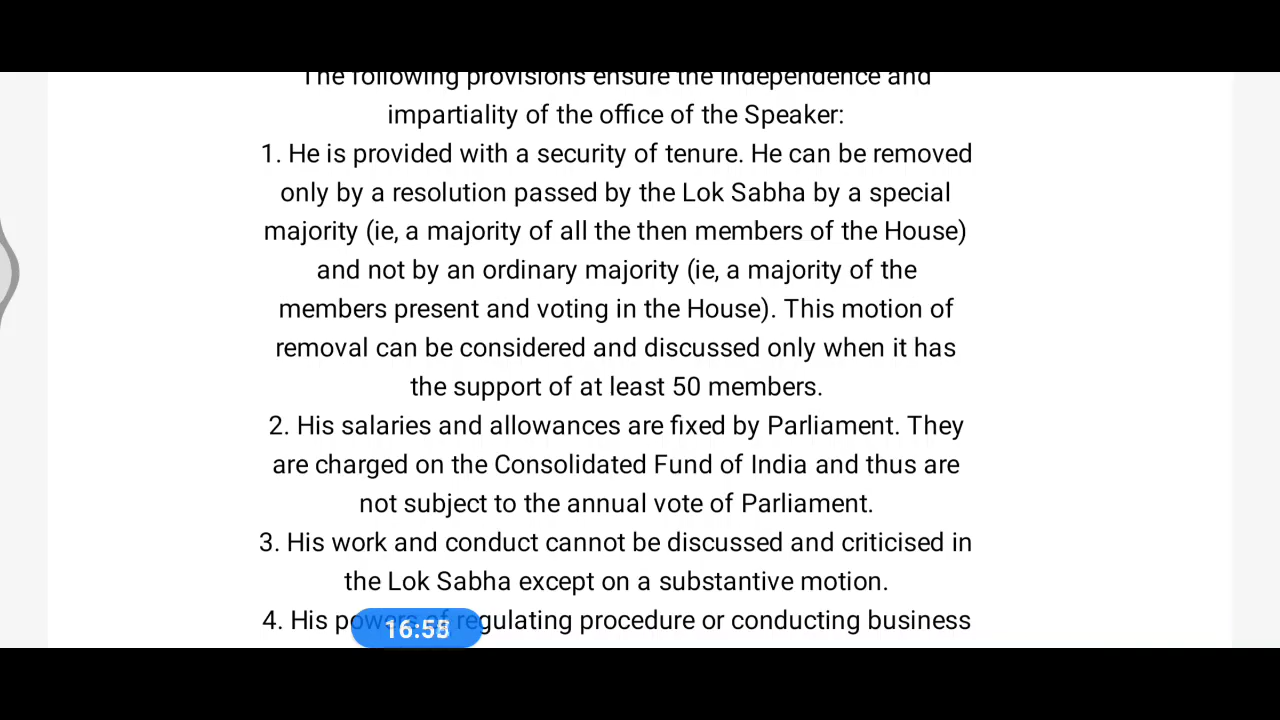 The following provisions ensure the independence and
impartiality of the office of the Speaker:
1. He is provided with a security of tenure. He can be removed
only by a resolution passed by the Lok Sabha by a special
majority (ie, a majority of all the then members of the House)
and not by an ordinary majority (ie, a majority of the
members present and voting in the House). This motion of
removal can be considered and discussed only when it has
the support of at least 50 members.
2. His salaries and allowances are fixed by Parliament. They
are charged on the Consolidated Fund of India and thus are
not subject to the annual vote of Parliament.
3. His work and conduct cannot be discussed and criticised in
the Lok Sabha except on a substantive motion.
4. His powers of regulating procedure or conducting business